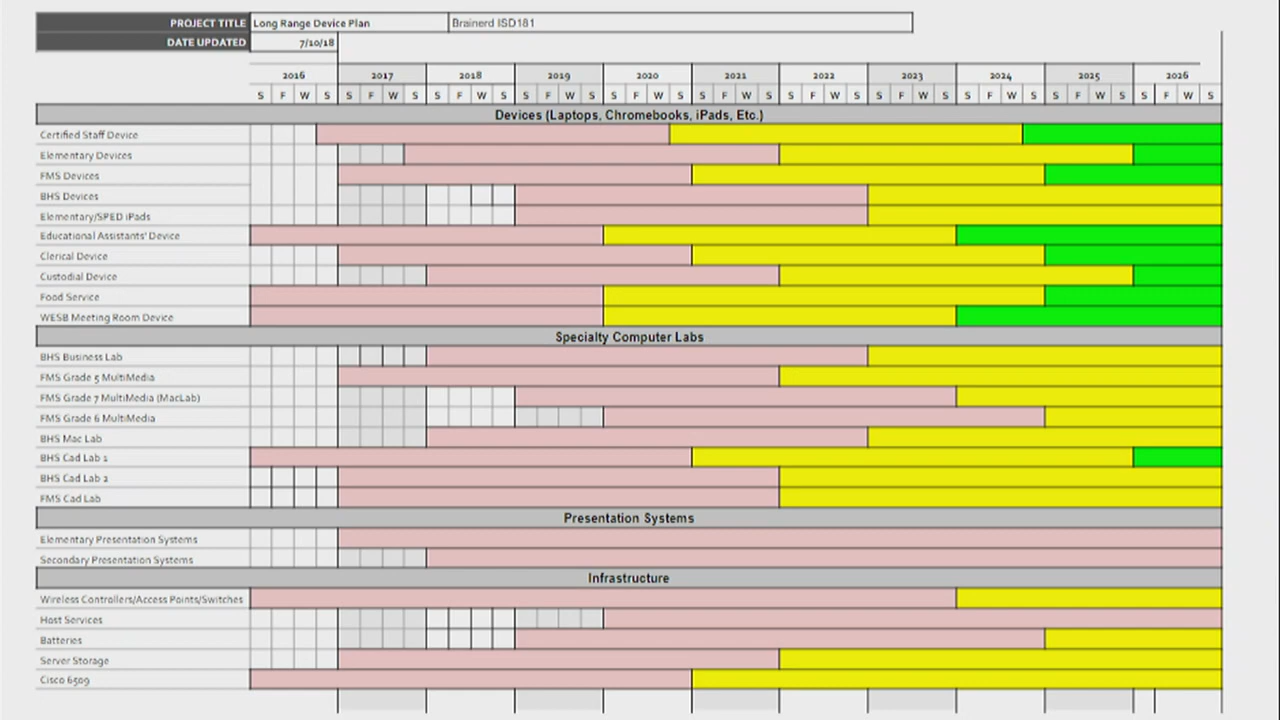 PROJECT TITLE Long Range Device Plan Brainerd ISD181
DATE UPDATED 7/10/18
2016 2017 2018 2019 2020 2021 2022 2023 2024 2025 2026
S F W S S F W S S F W S S F W S S F W S S F W S S F W S S F W S S F W S S F W S S F W S
Devices (Laptops, Chromebooks, iPads, Etc.)
Certified Staff Device
Elementary Devices
FMS Devices
BHS Devices
Elementary/SPED iPads
Educational Assistants' Device
Clerical Device
Custodial Device
Food Service
WESB Meeting Room Device
Specialty Computer Labs
BHS Business Lab
FMS Grade 5 MultiMedia
FMS Grade 7 MultiMedia (MacLab)
FMS Grade 6 MultiMedia
BHS Mac Lab
BHS Cad Lab 1
BHS Cad Lab 2
FMS Cad Lab
Presentation Systems
Elementary Presentation Systems
Secondary Presentation Systems
Infrastructure
Wireless Controllers/Access Points/Switches
Host Services
Batteries
Server Storage
Cisco 6509